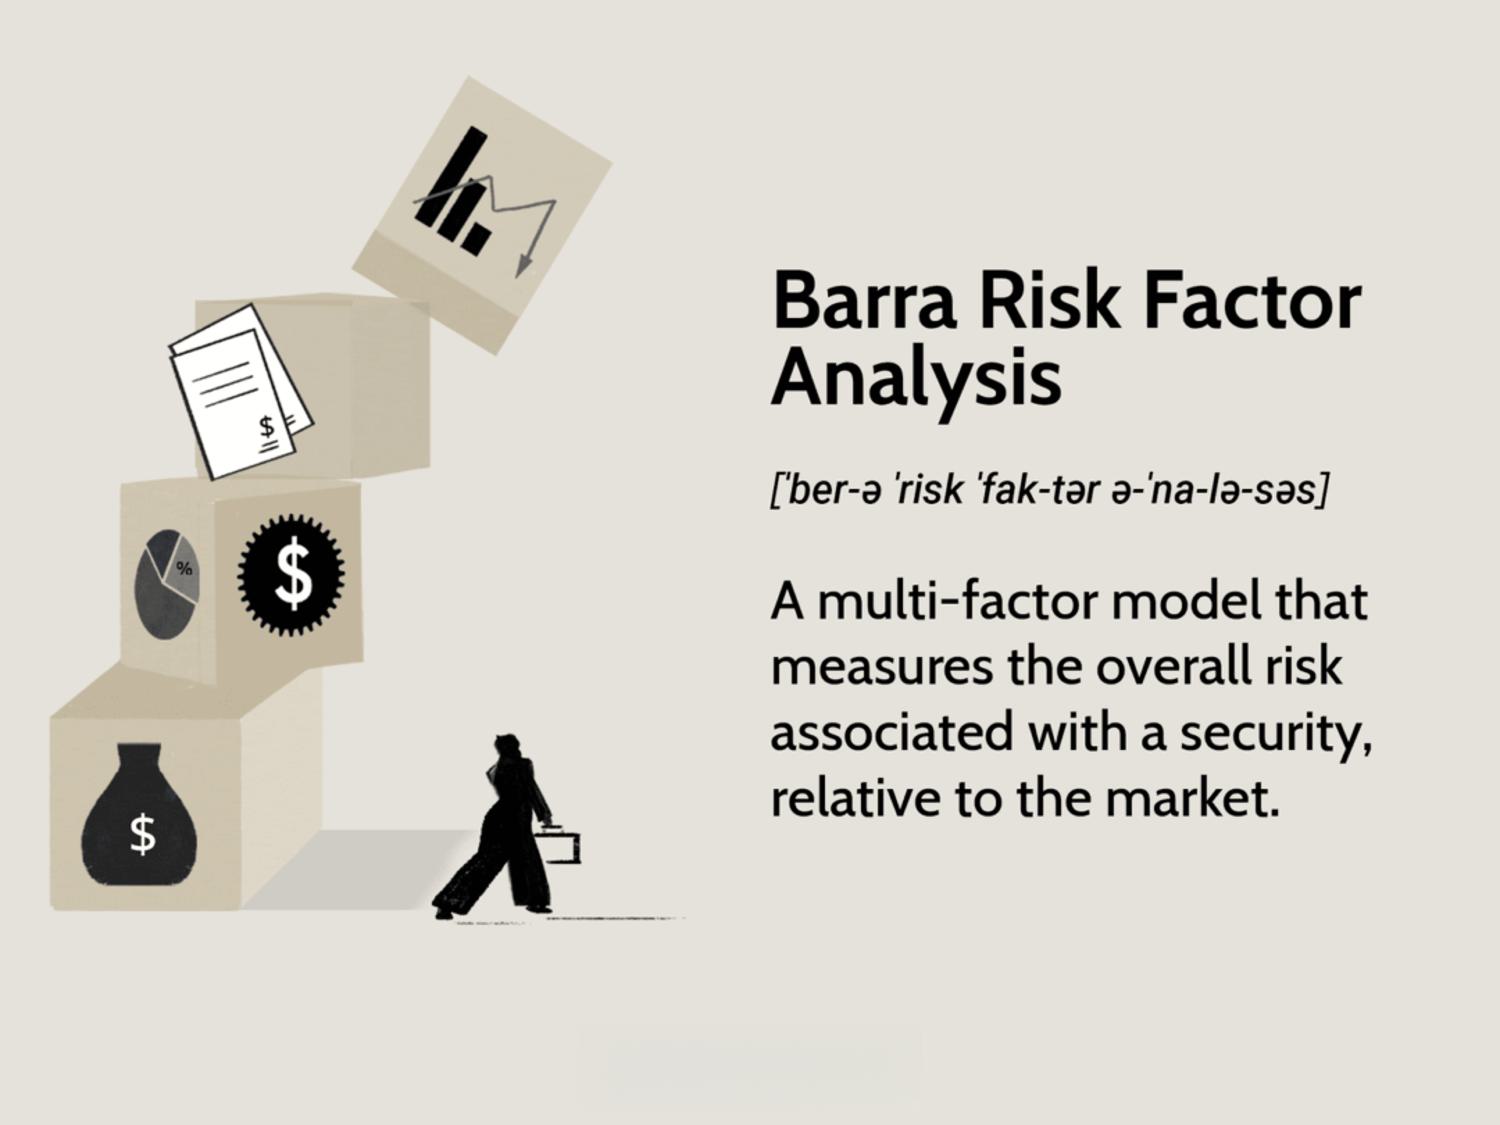 $
%
$
$
Barra Risk Factor
Analysis
[ˈber-ə ˈrisk ˈfak-tər ə-ˈna-lə-səs]
A multi-factor model that
measures the overall risk
associated with a security,
relative to the market.